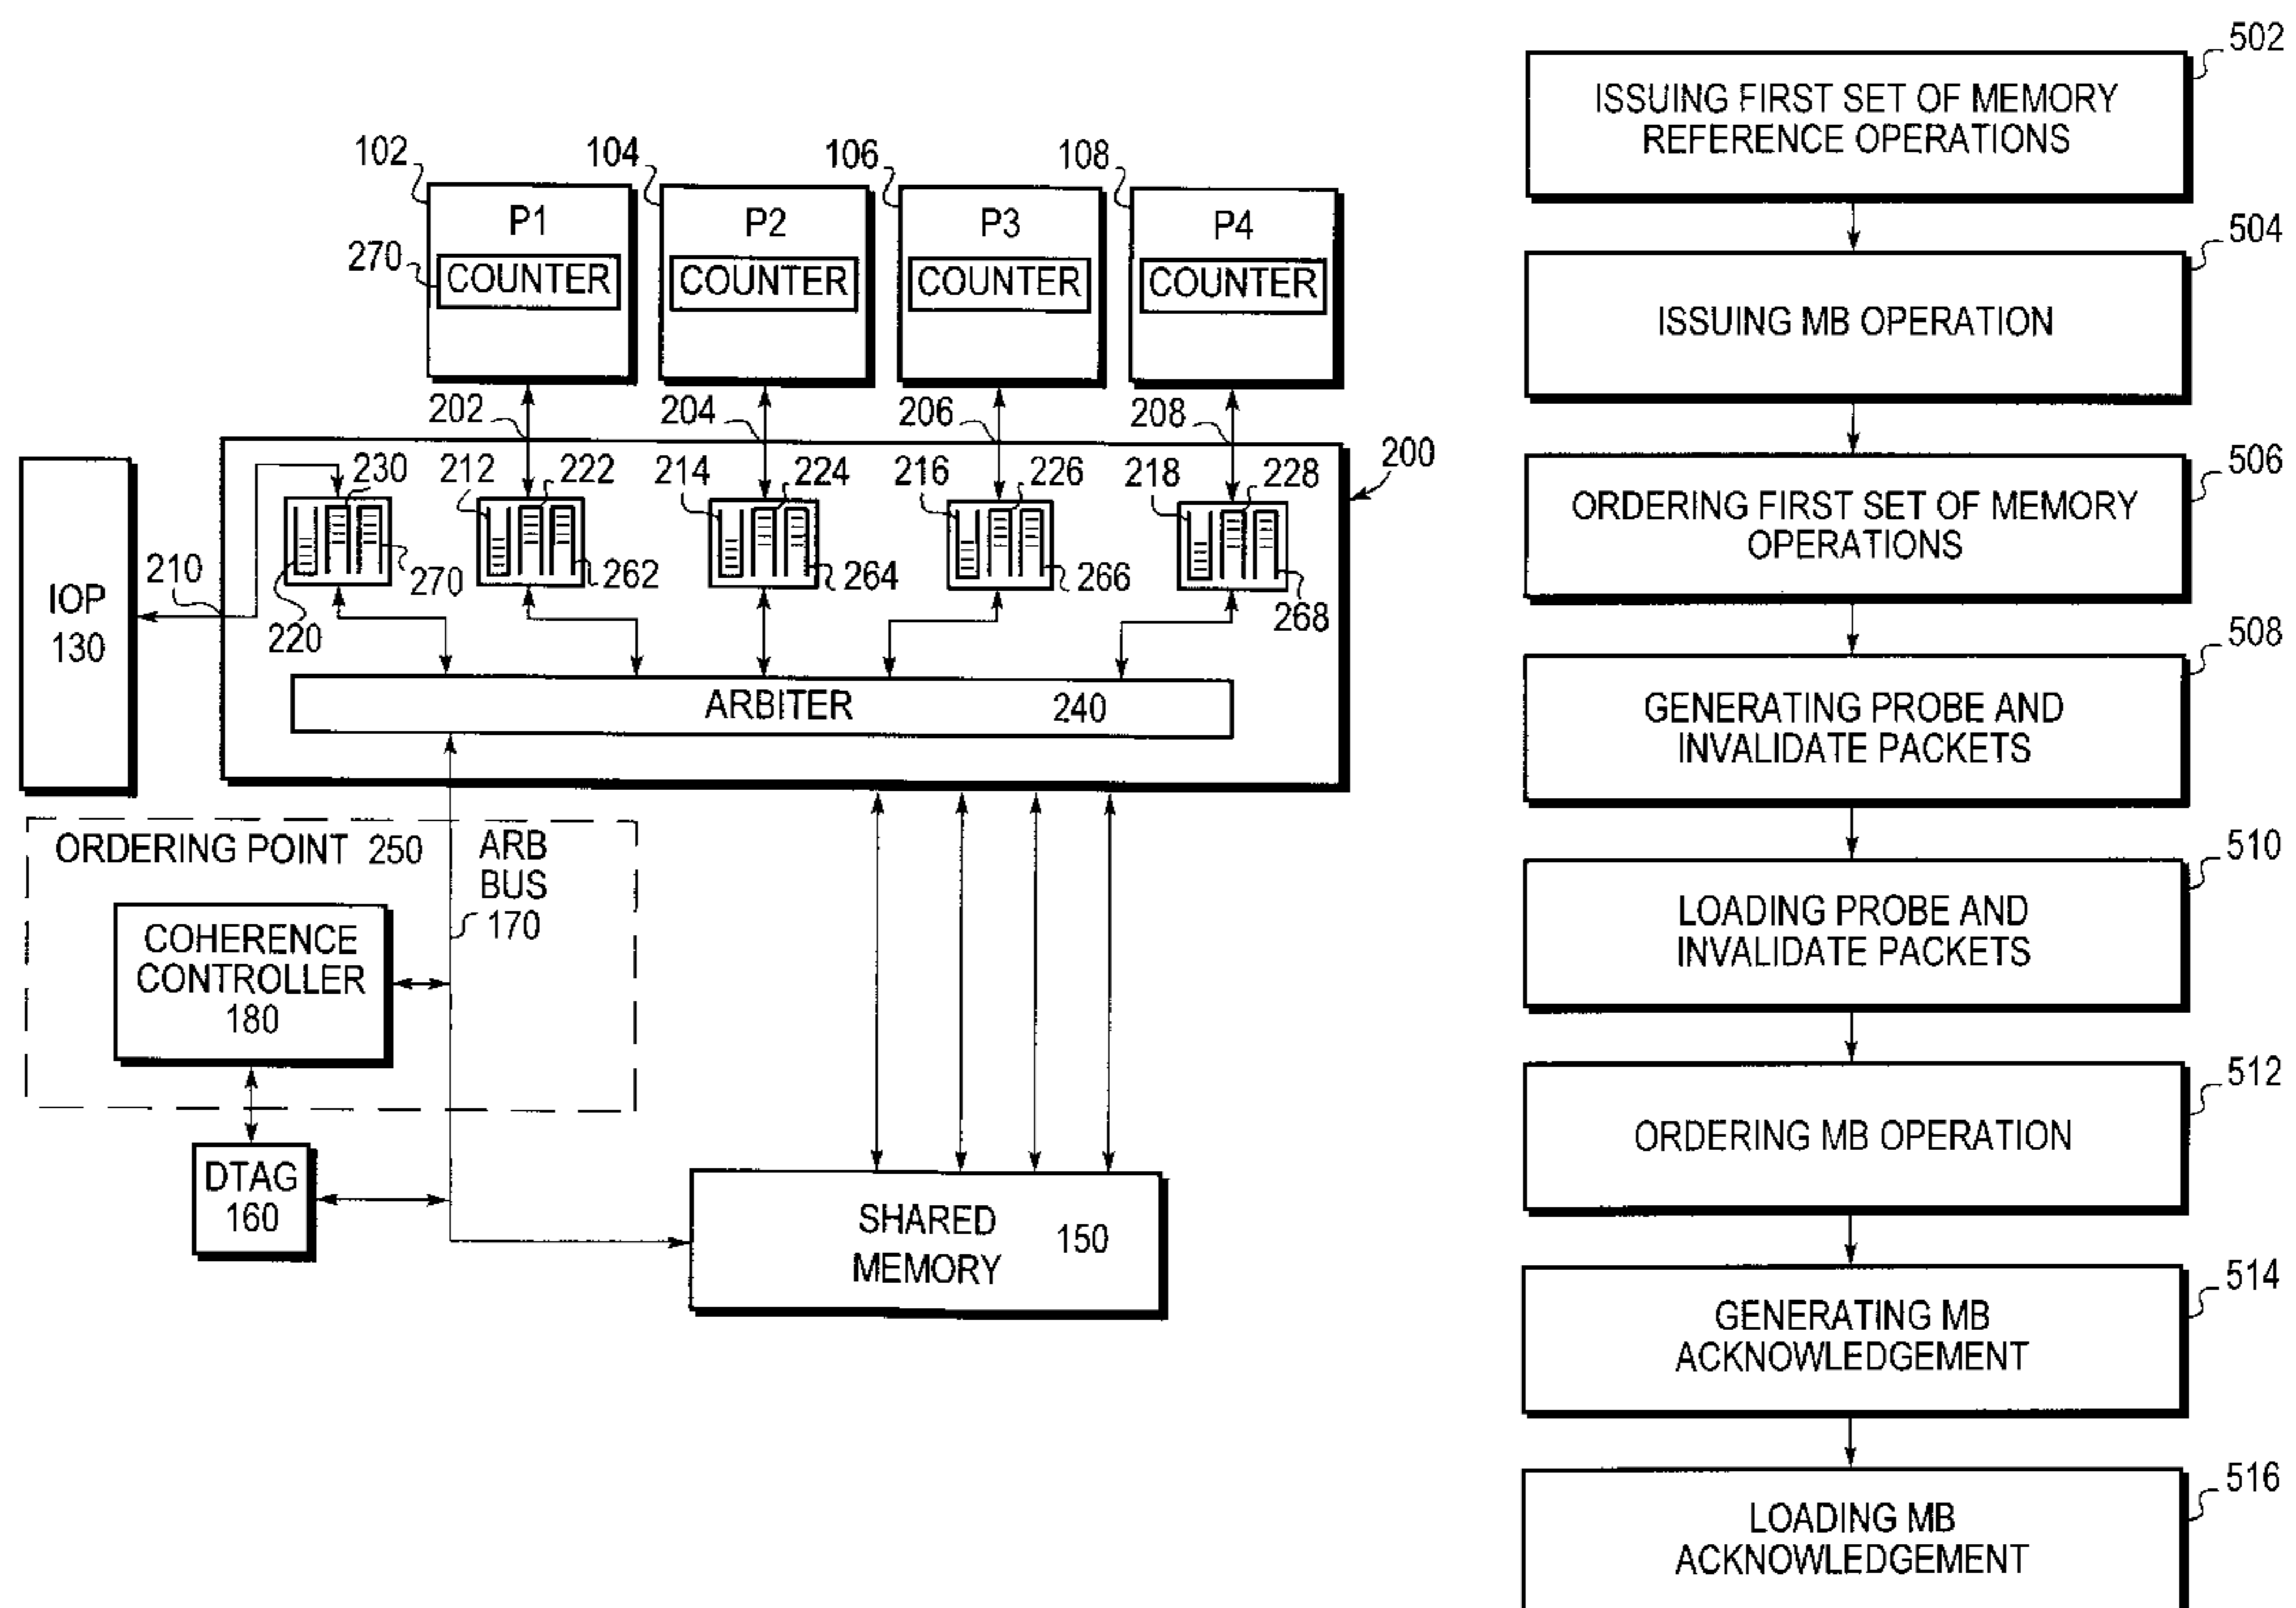 102
104
106
108
P1
P2
P3
P4
270
COUNTER
COUNTER
COUNTER
COUNTER
202
204
206
208
200
230
212
222
214
224
216
226
218
228
210
220
270
262
264
266
268
IOP
130
ARBITER 240
ORDERING POINT 250
ARB
BUS
170
COHERENCE
CONTROLLER
180
DTAG
160
SHARED
MEMORY
150
502
ISSUING FIRST SET OF MEMORY
REFERENCE OPERATIONS
504
ISSUING MB OPERATION
506
ORDERING FIRST SET OF MEMORY
OPERATIONS
508
GENERATING PROBE AND
INVALIDATE PACKETS
510
LOADING PROBE AND
INVALIDATE PACKETS
512
ORDERING MB OPERATION
514
GENERATING MB
ACKNOWLEDGEMENT
516
LOADING MB
ACKNOWLEDGEMENT